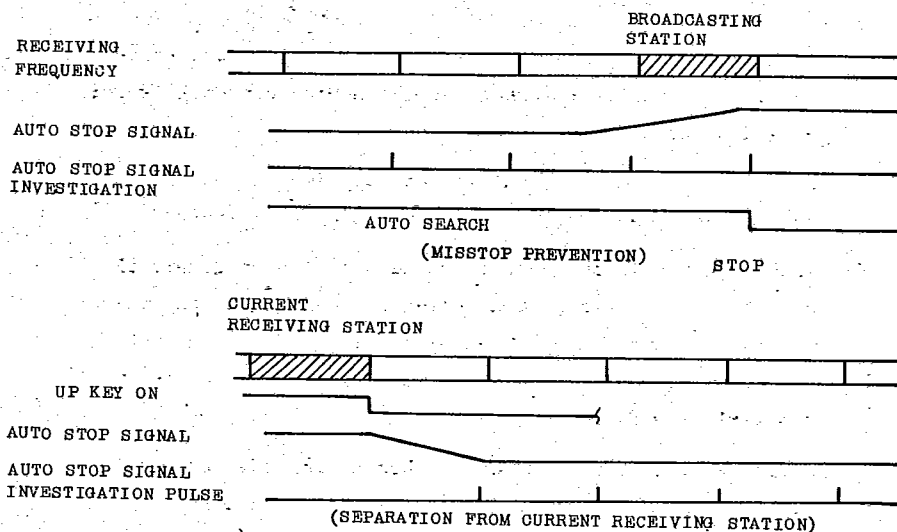 BROADCASTING
STATION
RECEIVING
FREQUENCY
AUTO STOP SIGNAL
AUTO STOP SIGNAL
INVESTIGATION
AUTO SEARCH
(MISSTOP PREVENTION)
STOP
CURRENT
RECEIVING STATION
UP KEY ON
AUTO STOP SIGNAL
AUTO STOP SIGNAL
INVESTIGATION PULSE
(SEPARATION FROM CURRENT RECEIVING STATION)